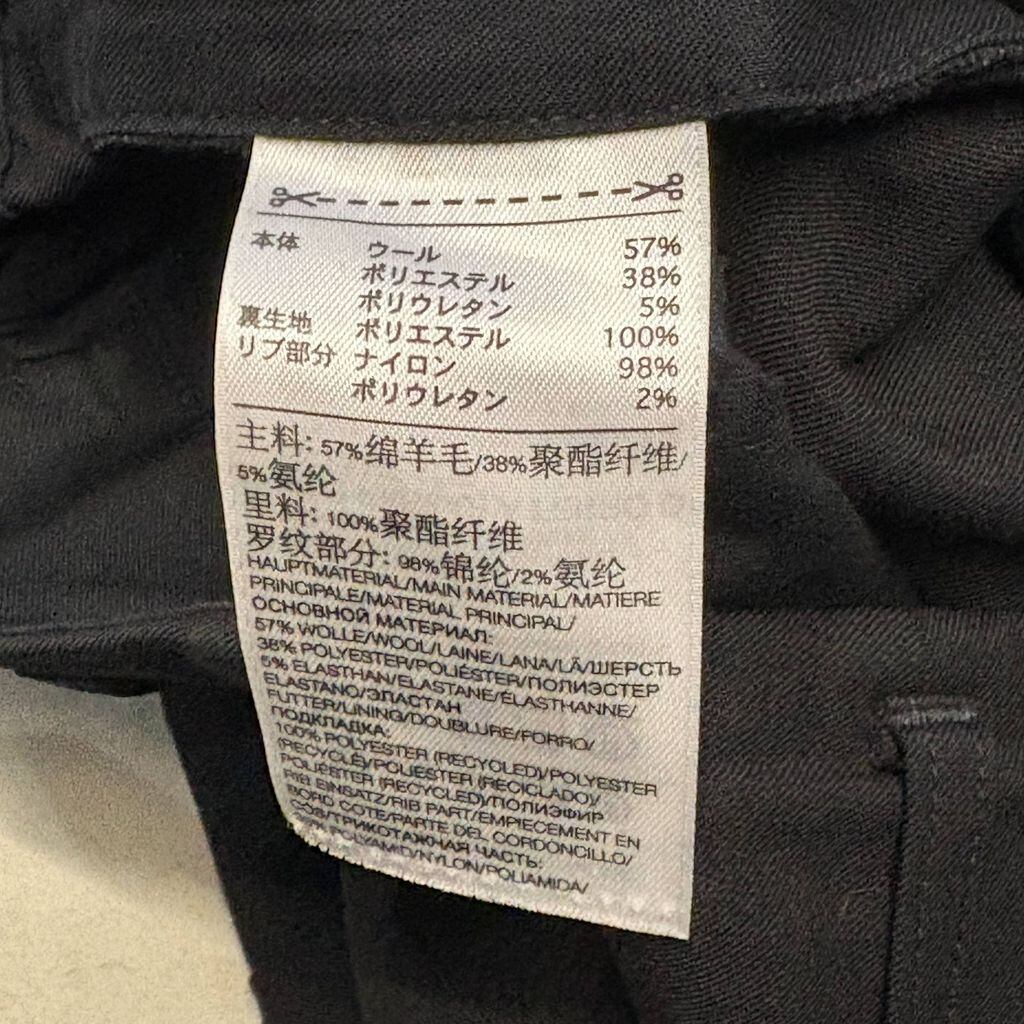 本体 ウール 57%
ポリエステル 38%
ポリウレタン 5%
裏生地 ポリエステル 100%
リブ部分 ナイロン 98%
ポリウレタン 2%
主料: 57%绵羊毛/38%聚酯纤维/
5%氨纶
里料: 100%聚酯纤维
罗纹部分: 98%锦纶/2%氨纶
HAUPTMATERIAL/MAIN MATERIAL/MATIERE
PRINCIPALE/MATERIAL PRINCIPAL/
ОСНОВНОЙ МАТЕРИАЛ:
57% WOLLE/WOOL/LAINE/LANA/LÃ/ШЕРСТЬ
38% POLYESTER/POLIÉSTER/ПОЛИЭСТЕР
5% ELASTHAN/ELASTANE/ÉLASTHANNE/
ELASTANO/ЭЛАСТАН
FUTTER/LINING/DOUBLURE/FORRO/
ПОДКЛАДКА:
100% POLYESTER (RECYCLED)/POLYESTER
(RECYCLÉ)/POLIÉSTER (RECICLADO)/
POLIÉSTER (RECYCLED)/ПОЛИЭФИР
RIB EINSATZ/RIB PART/EMPIECEMENT EN
BORD COTE/PARTE DEL CORDONCILLO/
CÓS/ТРИКОТАЖНАЯ ЧАСТЬ:
POLYAMID/NYLON/POLIAMIDA/